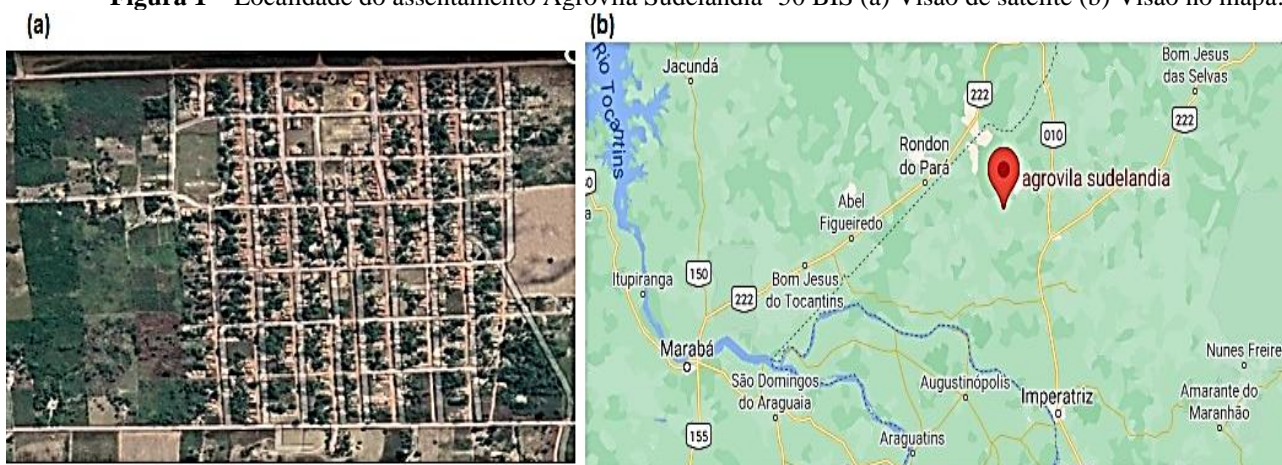 Figura 1 – Localidade do assentamento Agrovila Sudelândia- 50 BIS (a) Visão de satélite (b) Visão no mapa.
(a)
(b)
RIO Tocantins
Jacundá
Bom Jesus
das Selvas
222
222
010
Rondon
do Pará
agrovila sudelandia
Abel
Figueiredo
Itupiranga
150
222
Bom Jesus
do Tocantins
Marabá
São Domingos
do Araguaia
Augustinópolis
Imperatriz
Nunes Freire
Amarante do
Maranhão
155
Araguatins